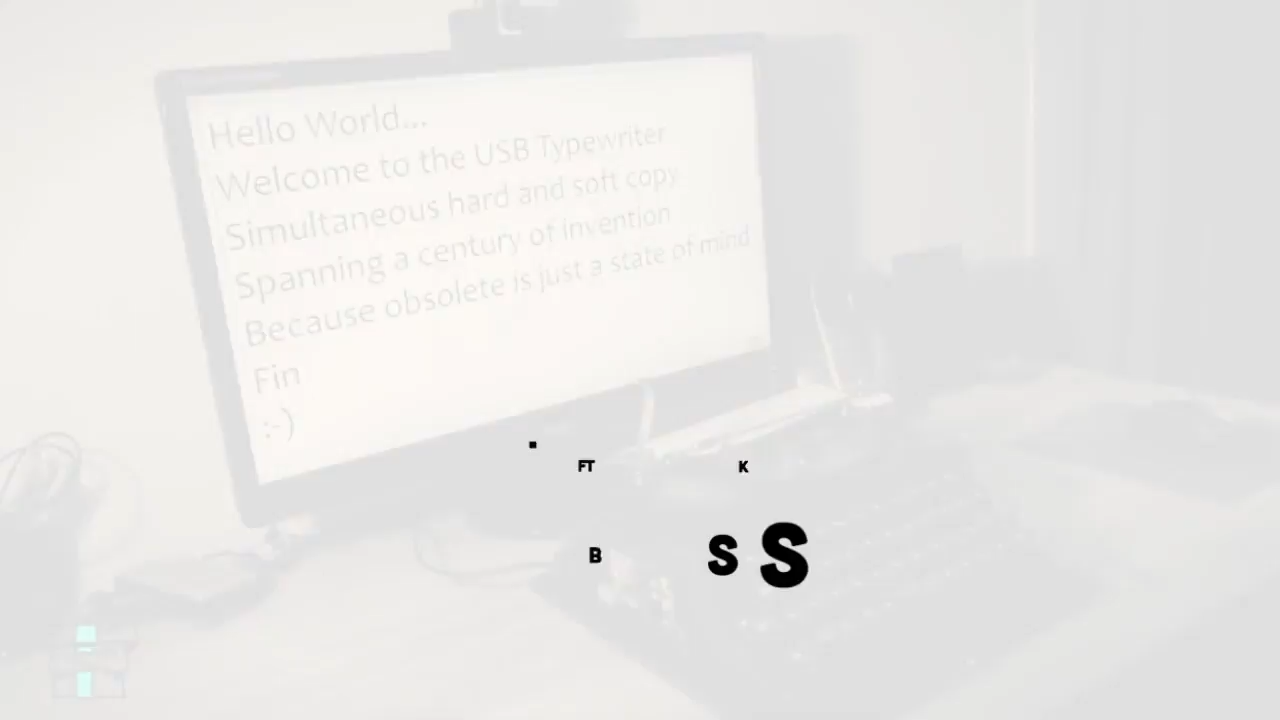 Hello World...
Welcome to the USB Typewriter
Simultaneous hard and soft copy
Spanning a century of invention
Because obsolete is just a state of mind
Fin
:-)
FT K
B S S